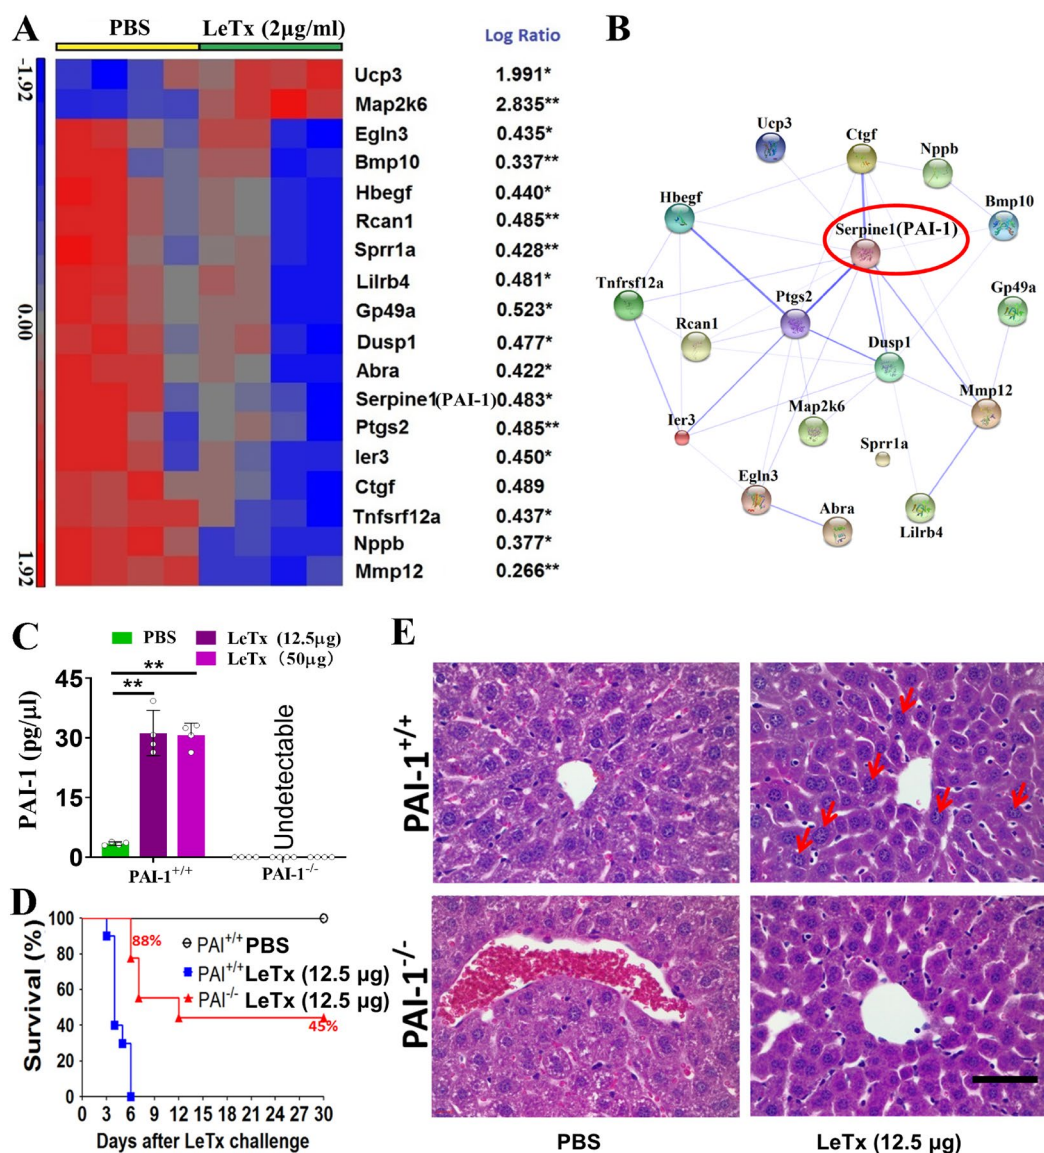 A
PBS
LeTx (2μg/ml)
Log Ratio
-1.92
0.00
1.92
Ucp3 1.991*
Map2k6 2.835**
Egln3 0.435*
Bmp10 0.337**
Hbegf 0.440*
Rcan1 0.485**
Sprr1a 0.428**
Lilrb4 0.481*
Gp49a 0.523*
Dusp1 0.477*
Abra 0.422*
Serpine1(PAI-1) 0.483*
Ptgs2 0.485**
Ier3 0.450*
Ctgf 0.489
Tnfsrf12a 0.437*
Nppb 0.377*
Mmp12 0.266**
B
Ucp3
Ctgf
Nppb
Hbegf
Bmp10
Serpine1(PAI-1)
Tnfrsf12a
Gp49a
Ptgs2
Rcan1
Dusp1
Mmp12
Map2k6
Ier3
Sprr1a
Egln3
Abra
Lilrb4
C
PBS
LeTx (12.5μg)
LeTx (50μg)
**
**
PAI-1 (pg/μl)
45
30
15
0
Undetectable
PAI-1+/+
PAI-1-/-
D
Survival (%)
100
80
60
40
20
0
88%
45%
PAI+/+ PBS
PAI+/+ LeTx (12.5 μg)
PAI-/- LeTx (12.5 μg)
0 3 6 9 12 15 18 21 24 27 30
Days after LeTx challenge
E
PAI-1+/+
PAI-1-/-
PBS
LeTx (12.5 μg)